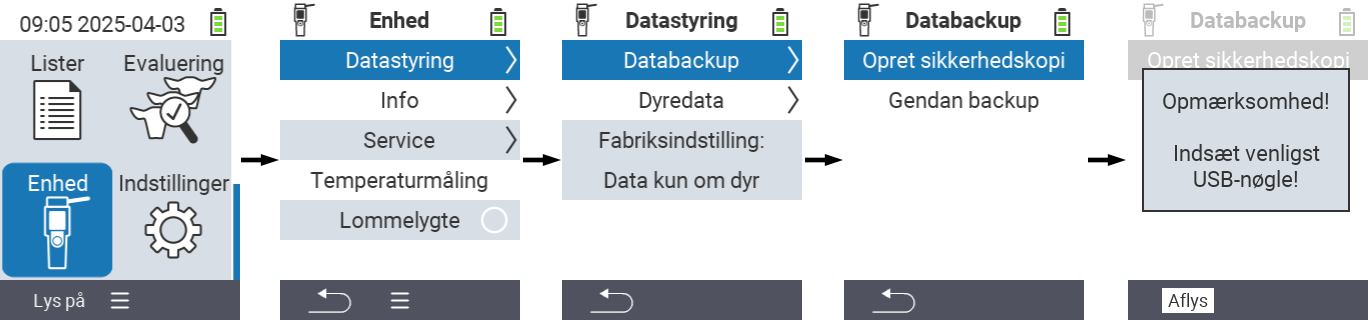 09:05 2025-04-03
Lister
Evaluering
Enhed
Indstillinger
Lys på
Enhed
Datastyring
Info
Service
Temperaturmåling
Lommelygte
Datastyring
Databackup
Dyredata
Fabriksindstilling:
Data kun om dyr
Databackup
Opret sikkerhedskopi
Gendan backup
Databackup
Opret sikkerhedskopi
Opmærksomhed!
Indsæt venligst
USB-nøgle!
Aflys